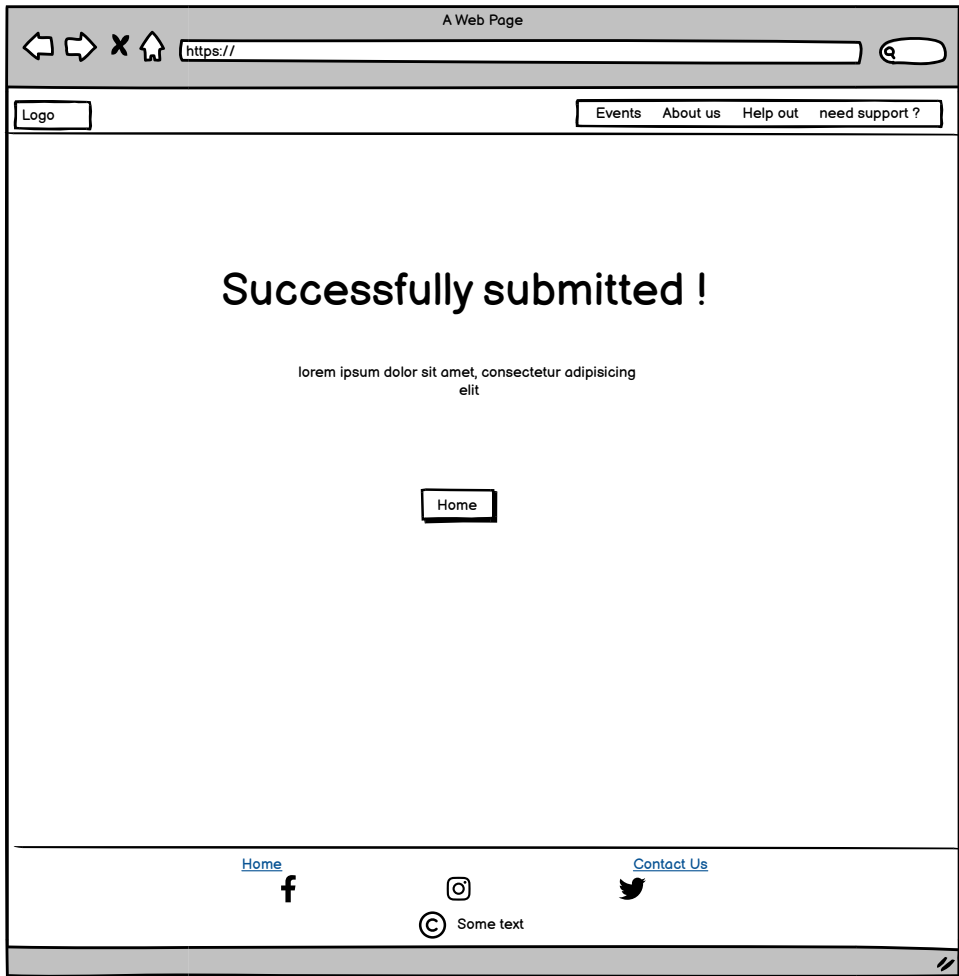 A Web Page
https://
Logo
Events About us Help out need support ?
Successfully submitted !
lorem ipsum dolor sit amet, consectetur adipisicing
elit
Home
Home Contact Us
© Some text